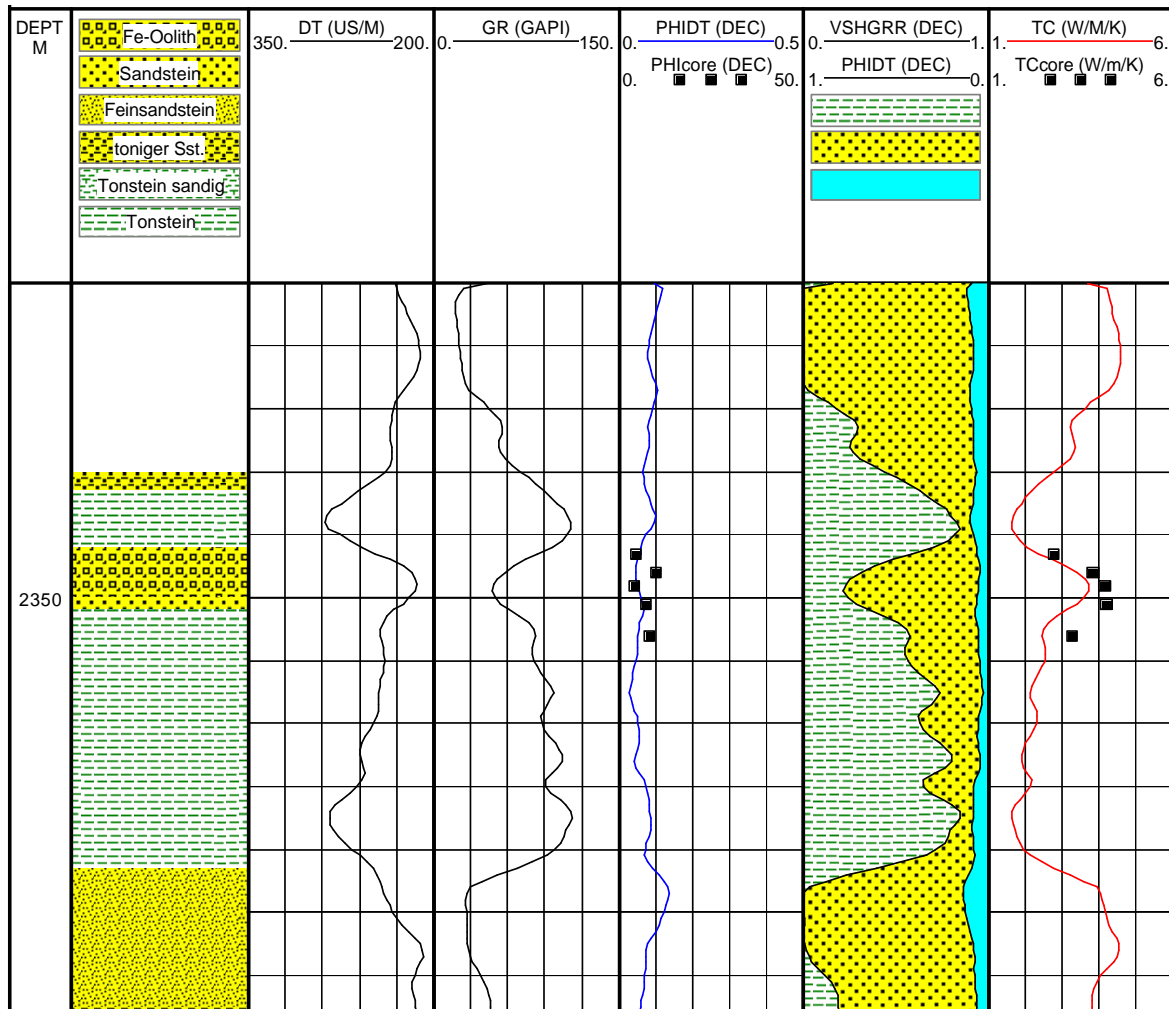 DEPT
M
Fe-Oolith
Sandstein
Feinsandstein
toniger Sst.
Tonstein sandig
Tonstein
DT (US/M)
350. 200.
GR (GAPI)
0. 150.
PHIDT (DEC)
0. 0.5
PHIcore (DEC)
0. 50.
VSHGRR (DEC)
0. 1.
PHIDT (DEC)
1. 0.
TC (W/M/K)
1. 6.
TCcore (W/m/K)
1. 6.
2350